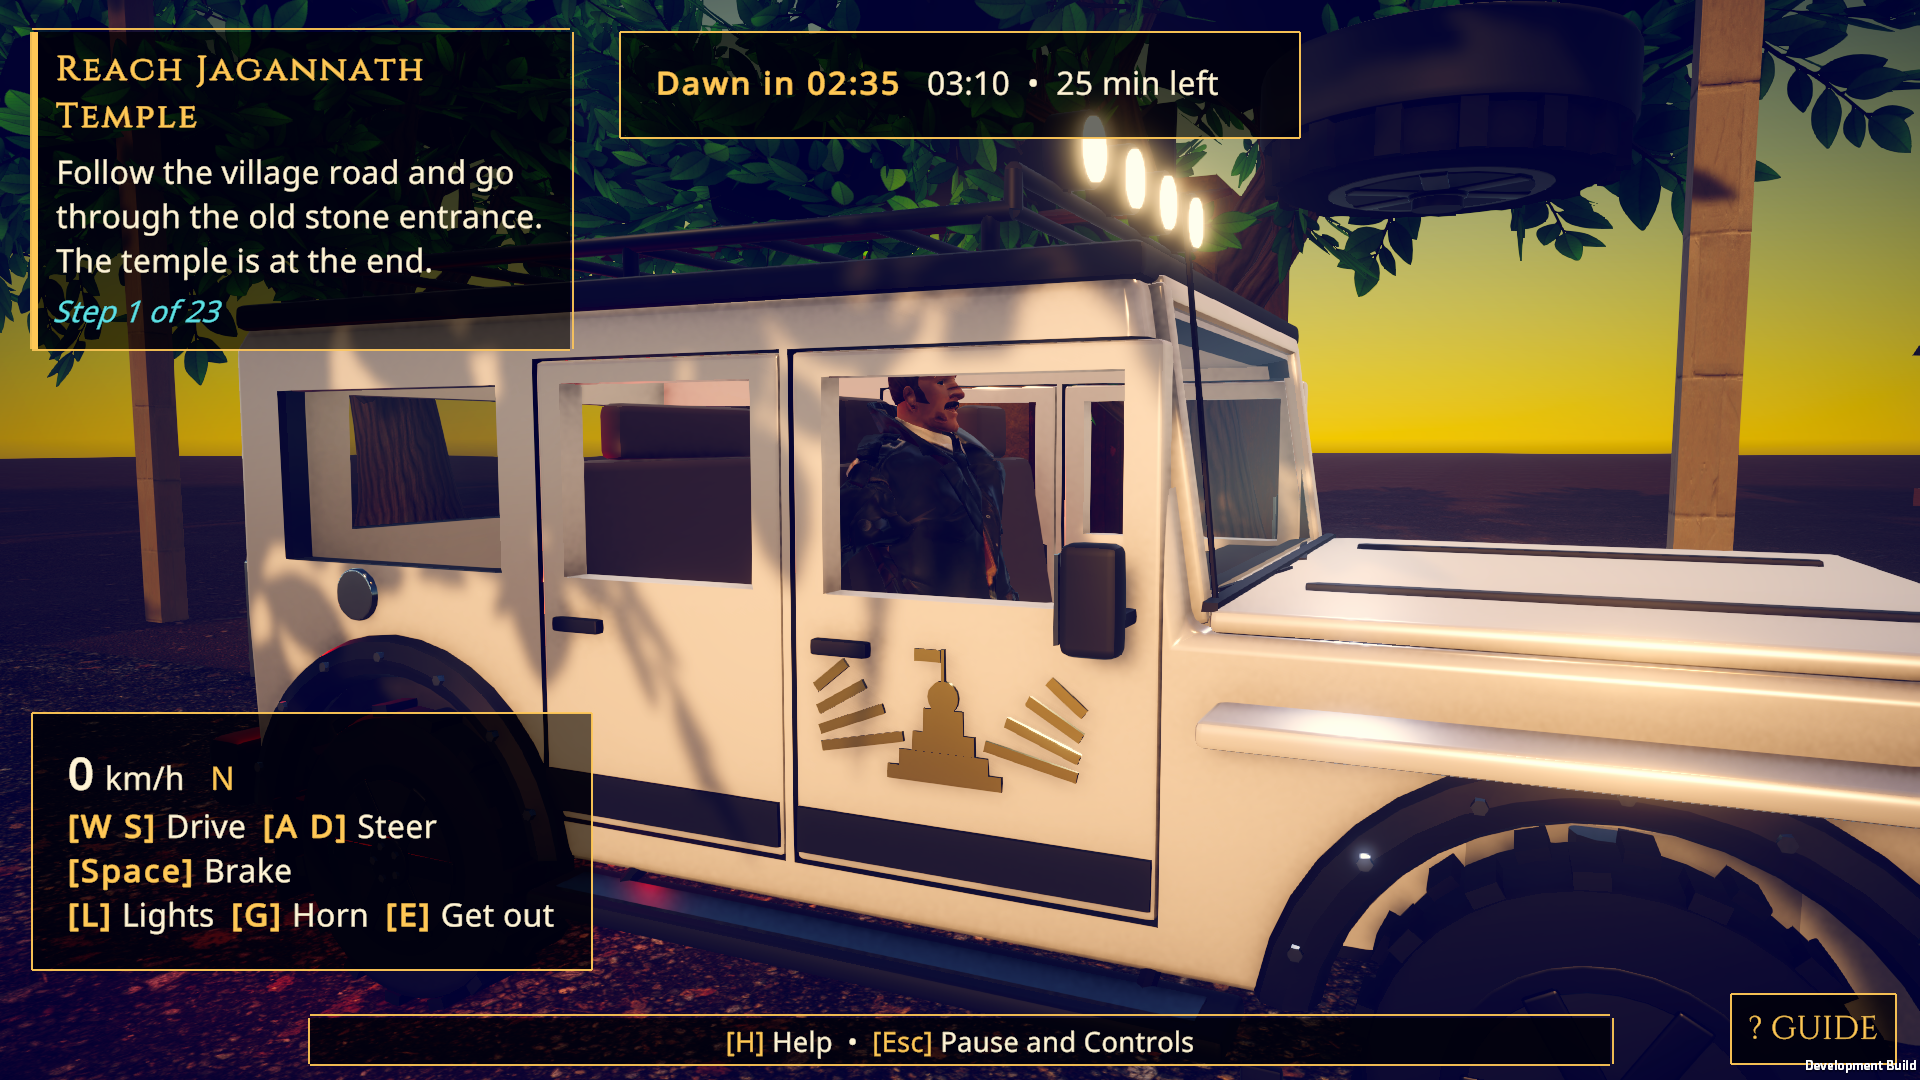 REACH JAGANNATH
TEMPLE
Follow the village road and go
through the old stone entrance.
The temple is at the end.
Step 1 of 23
Dawn in 02:35 03:10 • 25 min left
0 km/h N
[W S] Drive [A D] Steer
[Space] Brake
[L] Lights [G] Horn [E] Get out
[H] Help • [Esc] Pause and Controls
? GUIDE
Development Build